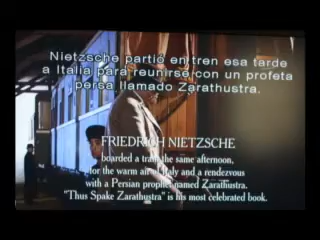 Nietzsche partió en tren esa tarde
a Italia para reunirse con un profeta
persa llamado Zarathustra.
FRIEDRICH NIETZSCHE
boarded a train the same afternoon,
for the warm air of Italy and a rendezvous
with a Persian prophet named Zarathustra.
"Thus Spake Zarathustra" is his most celebrated book.